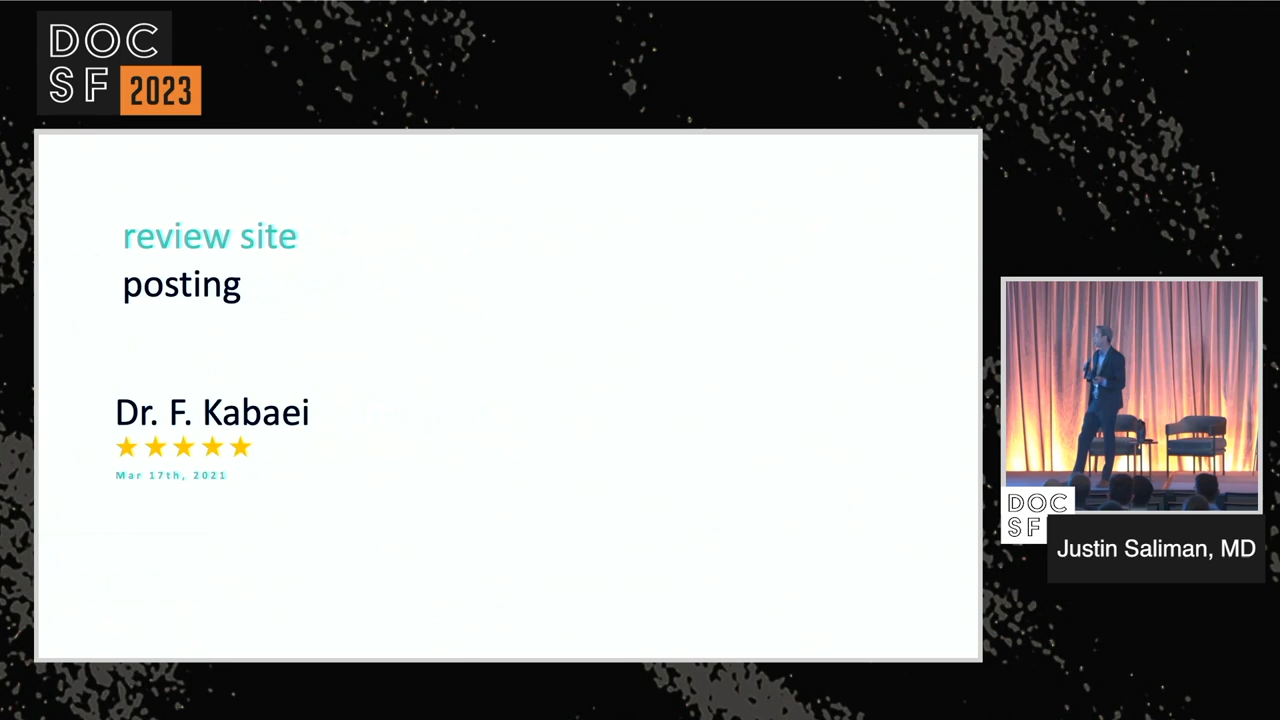 DOC
SF 2023
review site
posting
Dr. F. Kabaei
★★★★★
Mar 17th, 2021
DOC
SF
Justin Saliman, MD